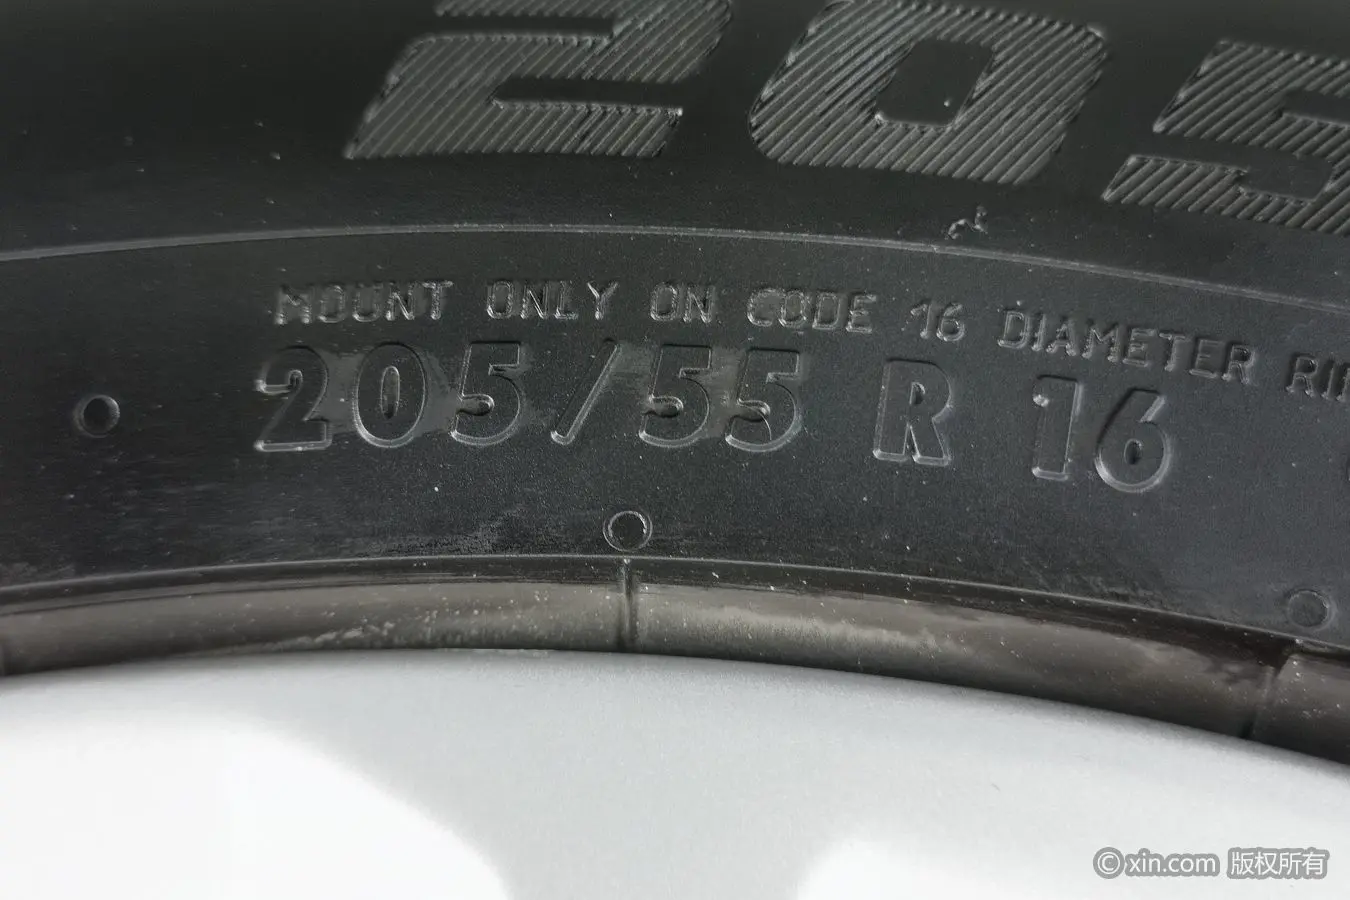 205
MOUNT ONLY ON CODE 16 DIAMETER
205/55 R 16
©xin.com 版权所有